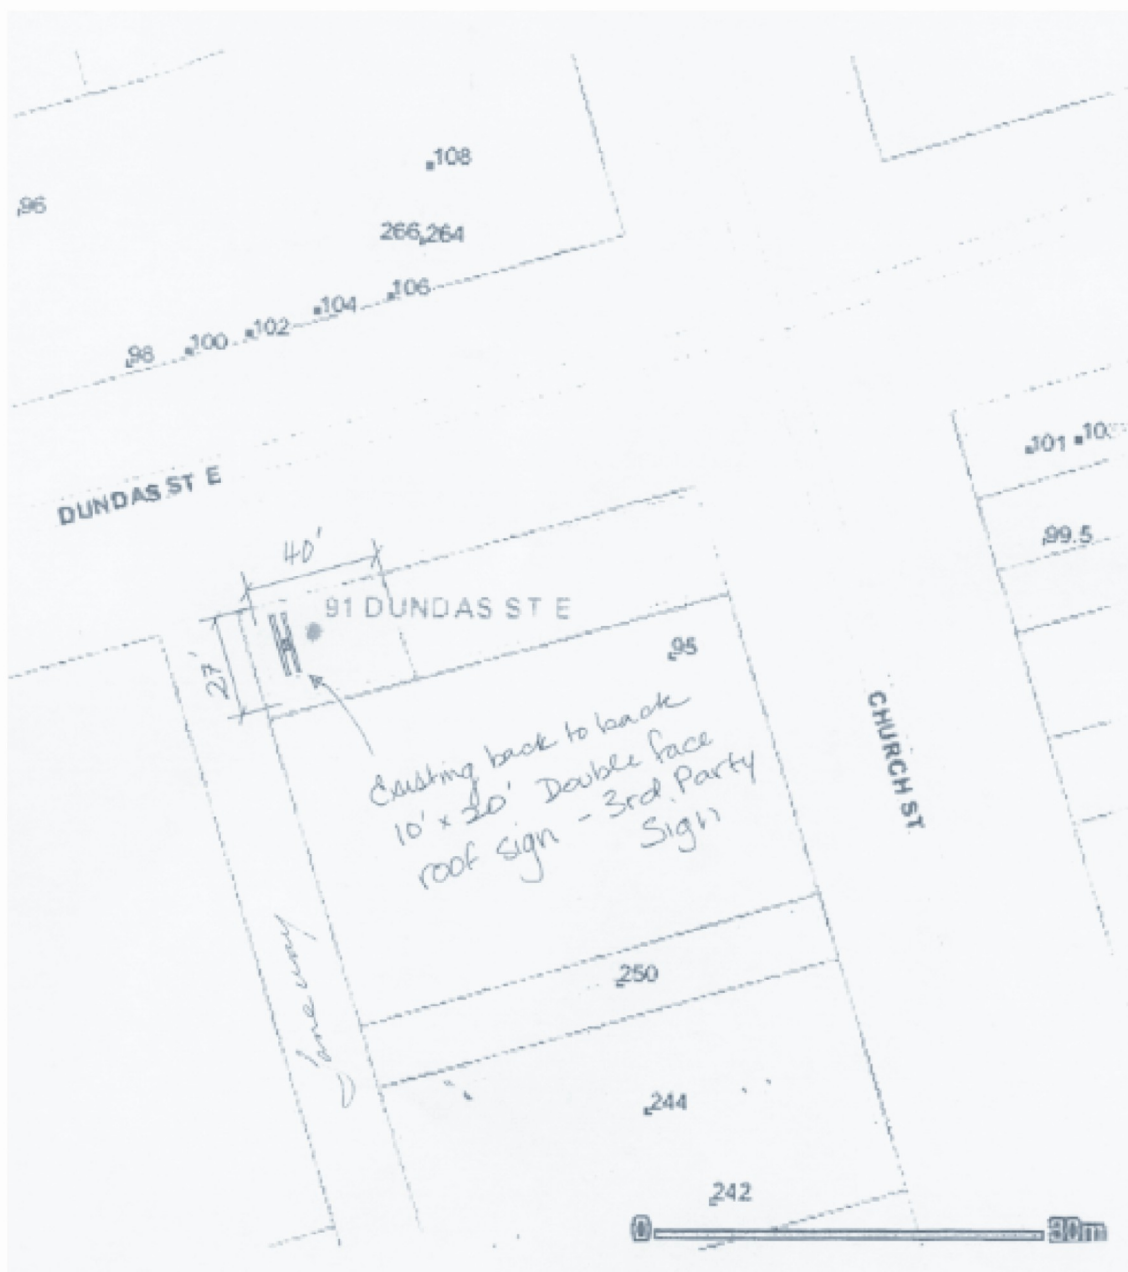 108
96
266 264
106
104
102
100
98
101
99.5
DUNDAS ST E
40'
91 DUNDAS ST E
27'
95
Existing back to back
10' x 20' Double face
roof sign - 3rd Party
Sign
CHURCH ST
Laneway
250
244
242
0 30m